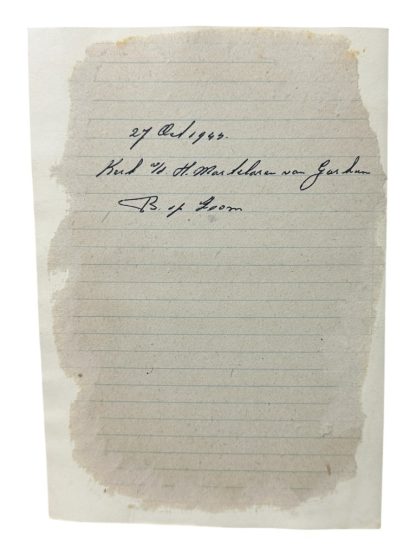 27 Oct 1944.
Kerk v/d H. Martelaren van Gorkum
B. op Zoom